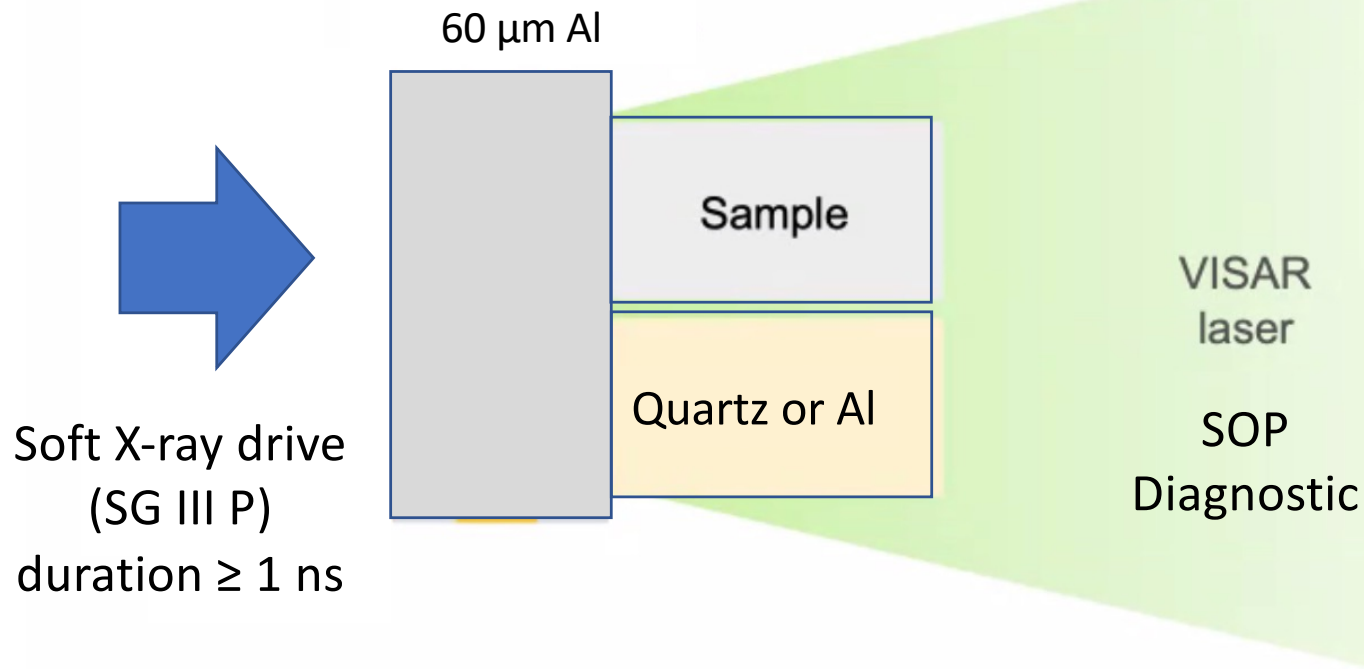 60 μm Al
Sample
Quartz or Al
Soft X-ray drive
(SG III P)
duration ≥ 1 ns
VISAR
laser
SOP
Diagnostic